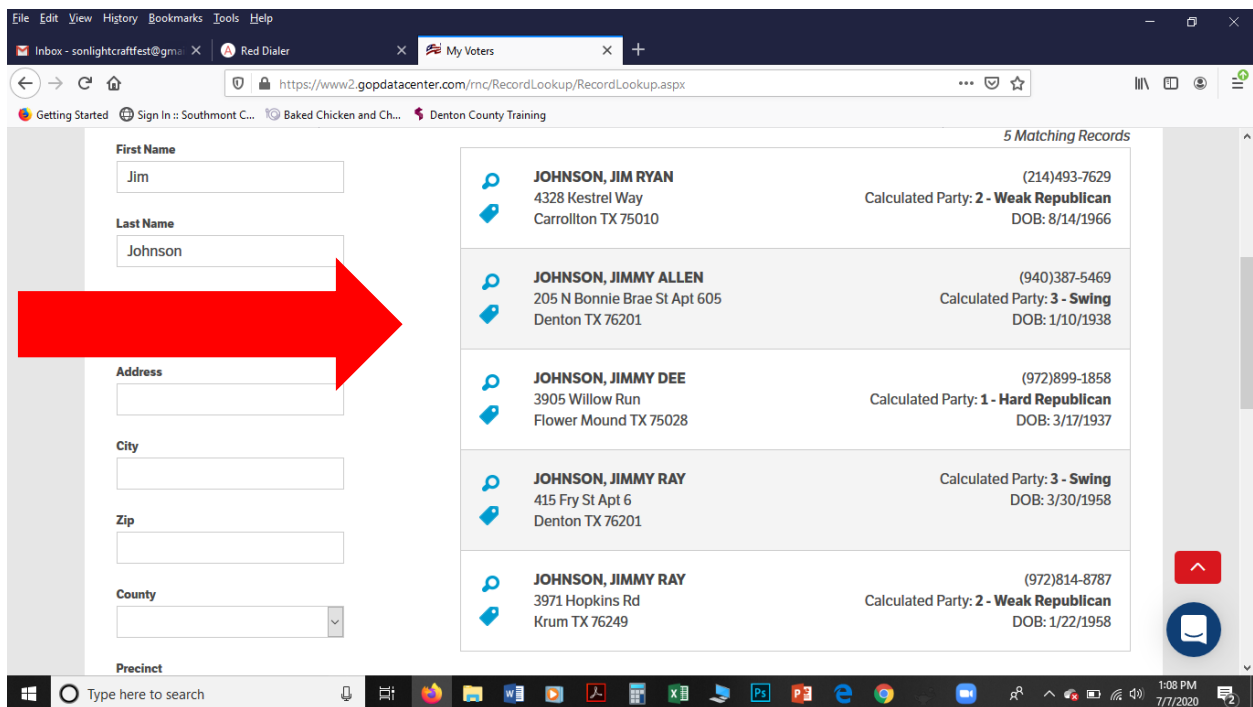 File Edit View History Bookmarks Tools Help
Inbox - sonlightcraftfest@gmai
Red Dialer
My Voters
https://www2.gopdatacenter.com/rnc/RecordLookup/RecordLookup.aspx
Getting Started Sign In :: Southmont C... Baked Chicken and Ch... Denton County Training
5 Matching Records
First Name
Jim
Last Name
Johnson
Address
City
Zip
County
Precinct
JOHNSON, JIM RYAN (214)493-7629
4328 Kestrel Way Calculated Party: 2 - Weak Republican
Carrollton TX 75010 DOB: 8/14/1966
JOHNSON, JIMMY ALLEN (940)387-5469
205 N Bonnie Brae St Apt 605 Calculated Party: 3 - Swing
Denton TX 76201 DOB: 1/10/1938
JOHNSON, JIMMY DEE (972)899-1858
3905 Willow Run Calculated Party: 1 - Hard Republican
Flower Mound TX 75028 DOB: 3/17/1937
JOHNSON, JIMMY RAY Calculated Party: 3 - Swing
415 Fry St Apt 6 DOB: 3/30/1958
Denton TX 76201
JOHNSON, JIMMY RAY (972)814-8787
3971 Hopkins Rd Calculated Party: 2 - Weak Republican
Krum TX 76249 DOB: 1/22/1958
Type here to search
1:08 PM
7/7/2020